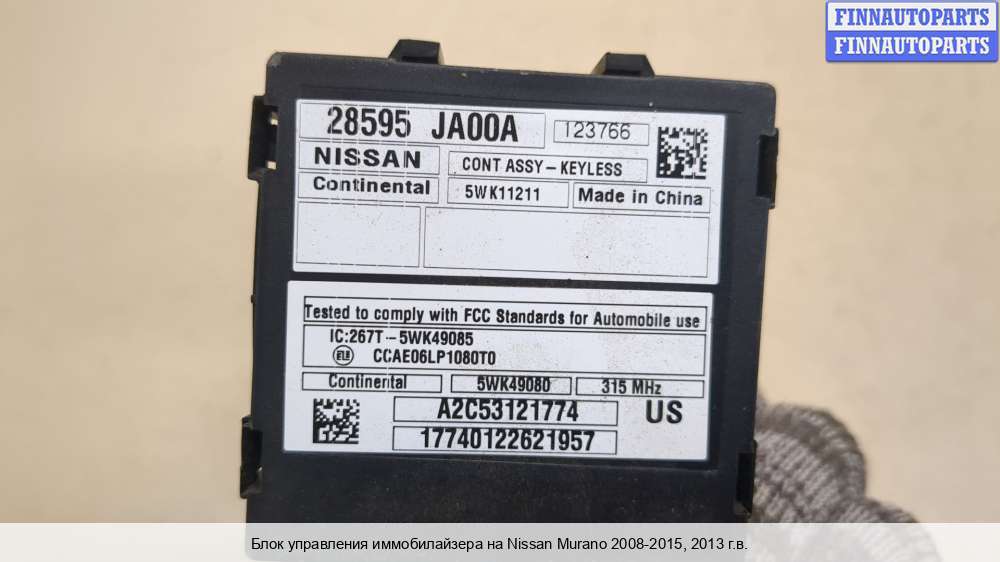 FINNAUTOPARTS
FINNAUTOPARTS
28595 JA00A 123766
NISSAN CONT ASSY-KEYLESS
Continental 5WK11211 Made in China
Tested to comply with FCC Standards for Automobile use
IC:267T-5WK49085
CCAE06LP1080T0
Continental 5WK49080 315 MHz
A2C53121774 US
17740122621957
Блок управления иммобилайзера на Nissan Murano 2008-2015, 2013 г.в.